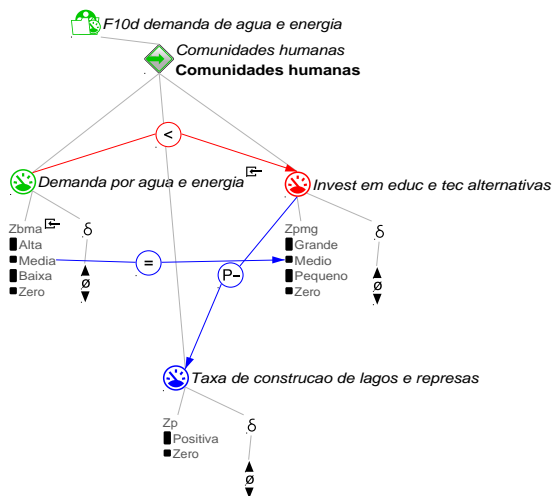 F10d demanda de agua e energia
Comunidades humanas
Comunidades humanas
<
Demanda por agua e energia
Invest em educ e tec alternativas
Zbma
δ
Alta
Media
Baixa
Zero
ø
=
Zpmg
δ
Grande
Medio
Pequeno
Zero
ø
P-
Taxa de construcao de lagos e represas
Zp
δ
Positiva
Zero
ø